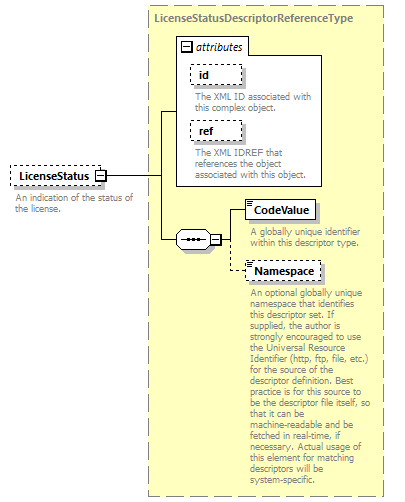 LicenseStatusDescriptorReferenceType
attributes
id
The XML ID associated with
this complex object.
ref
The XML IDREF that
references the object
associated with this object.
LicenseStatus
An indication of the status of
the license.
CodeValue
A globally unique identifier
within this descriptor type.
Namespace
An optional globally unique
namespace that identifies
this descriptor set. If
supplied, the author is
strongly encouraged to use
the Universal Resource
Identifier (http, ftp, file, etc.)
for the source of the
descriptor definition. Best
practice is for this source to
be the descriptor file itself, so
that it can be
machine-readable and be
fetched in real-time, if
necessary. Actual usage of
this element for matching
descriptors will be
system-specific.